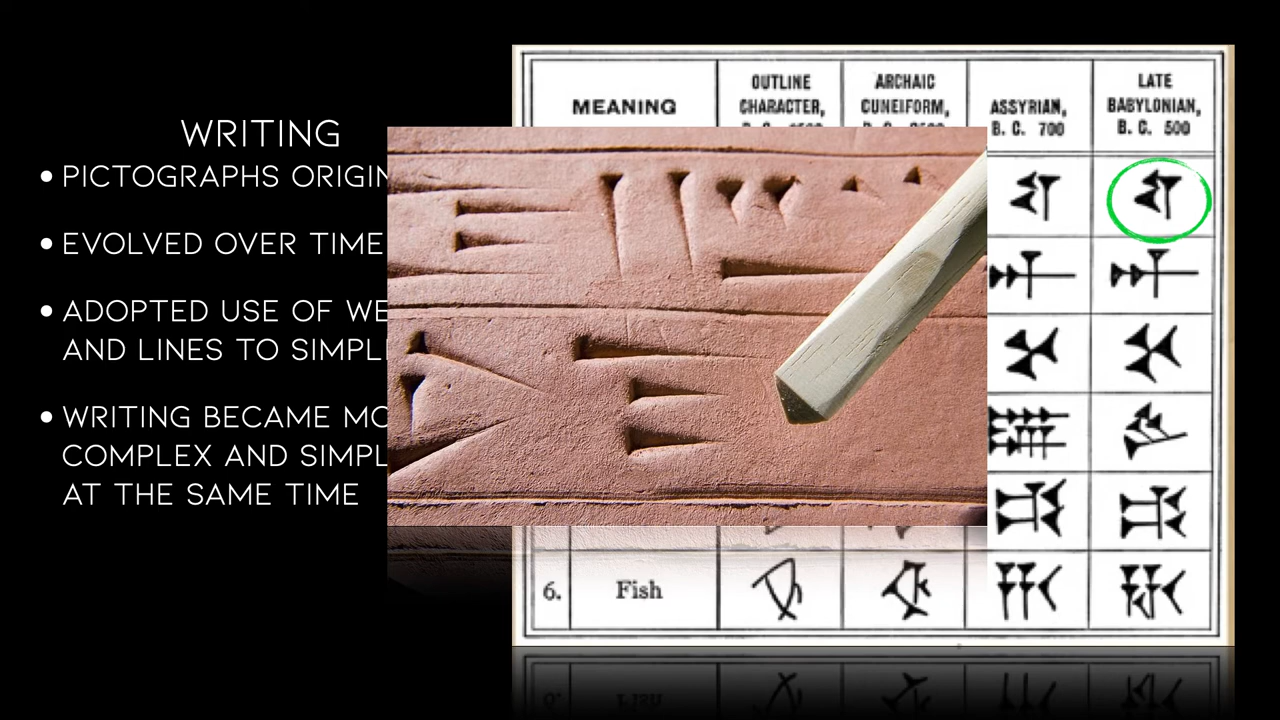 WRITING
• PICTOGRAPHS ORIGIN
• EVOLVED OVER TIME
• ADOPTED USE OF WE
AND LINES TO SIMPL
• WRITING BECAME MO
COMPLEX AND SIMPL
AT THE SAME TIME
MEANING
OUTLINE
CHARACTER,
ARCHAIC
CUNEIFORM,
ASSYRIAN,
B. C. 700
LATE
BABYLONIAN,
B. C. 500
6. Fish